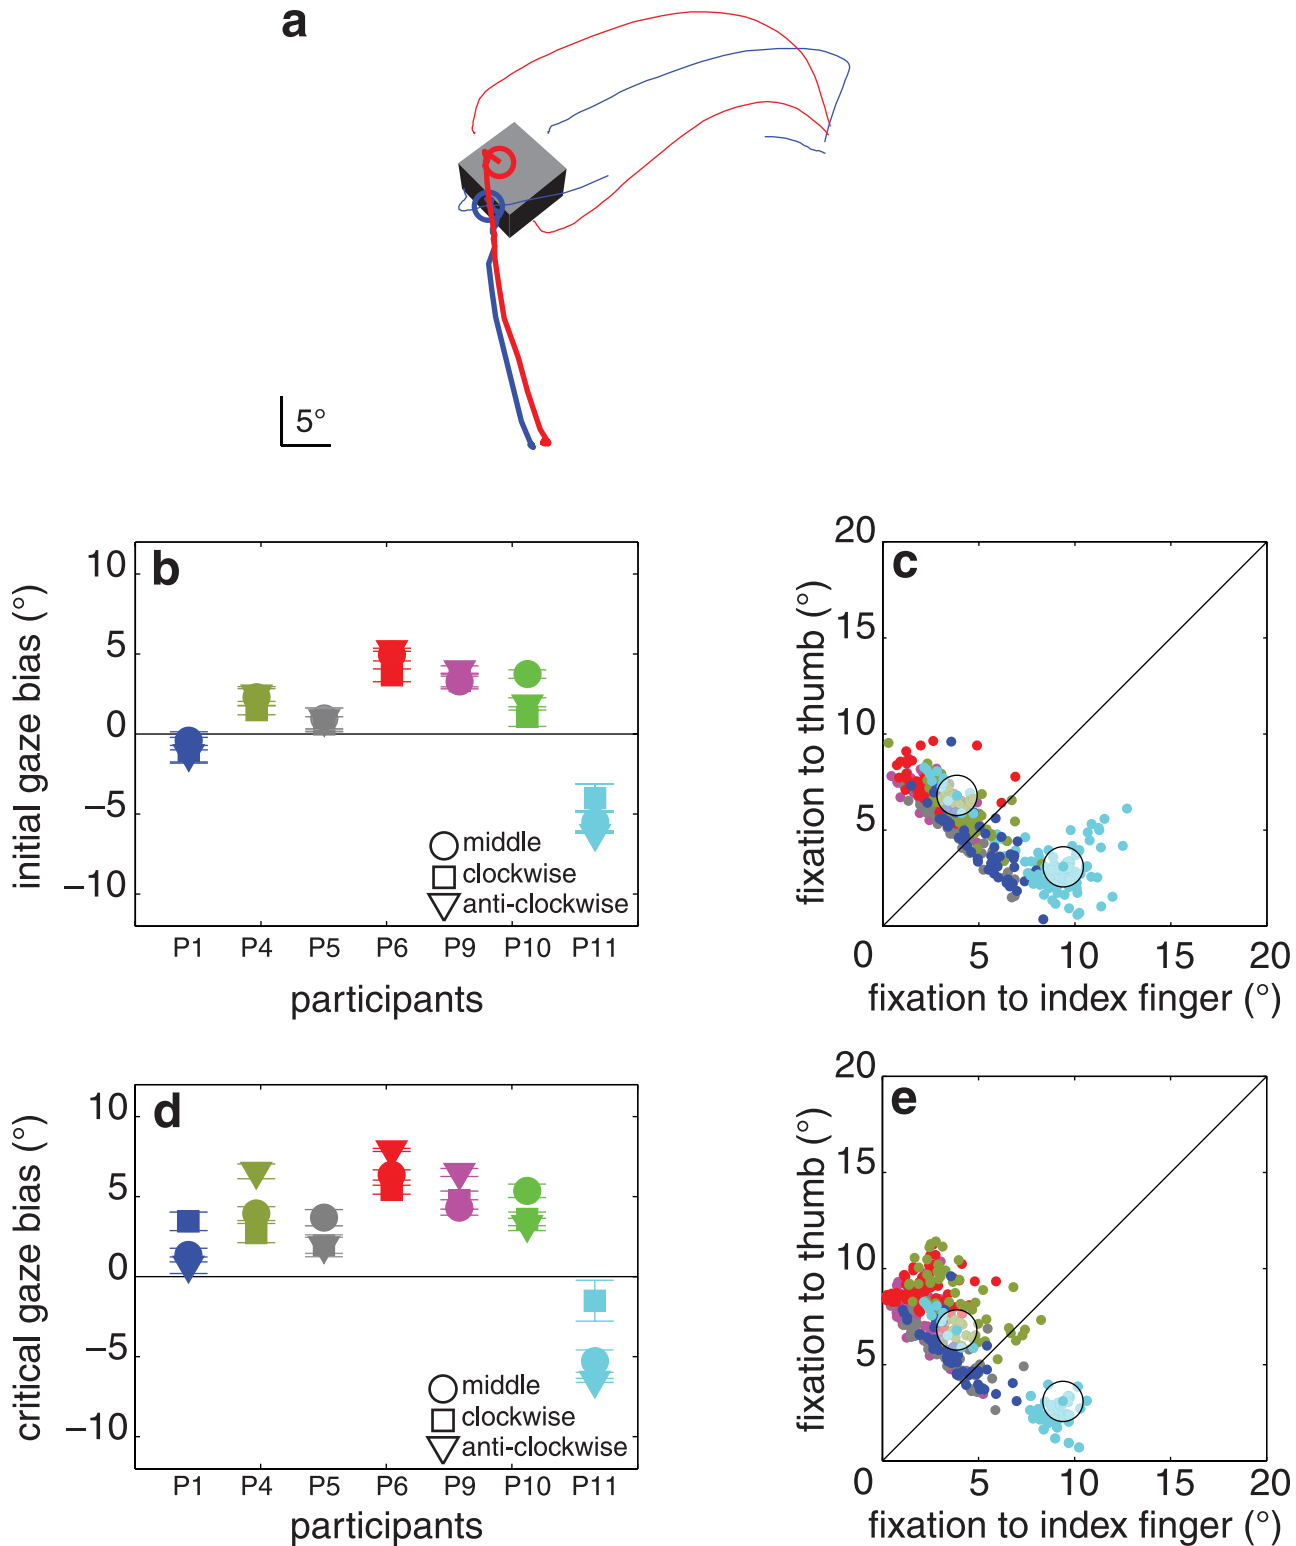 a
5°
b
initial gaze bias (°)
10
5
0
−5
−10
middle
clockwise
anti-clockwise
P1 P4 P5 P6 P9 P10 P11
participants
c
fixation to thumb (°)
20
15
10
5
0 5 10 15 20
fixation to index finger (°)
d
critical gaze bias (°)
10
5
0
−5
−10
middle
clockwise
anti-clockwise
P1 P4 P5 P6 P9 P10 P11
participants
e
fixation to thumb (°)
20
15
10
5
0 5 10 15 20
fixation to index finger (°)